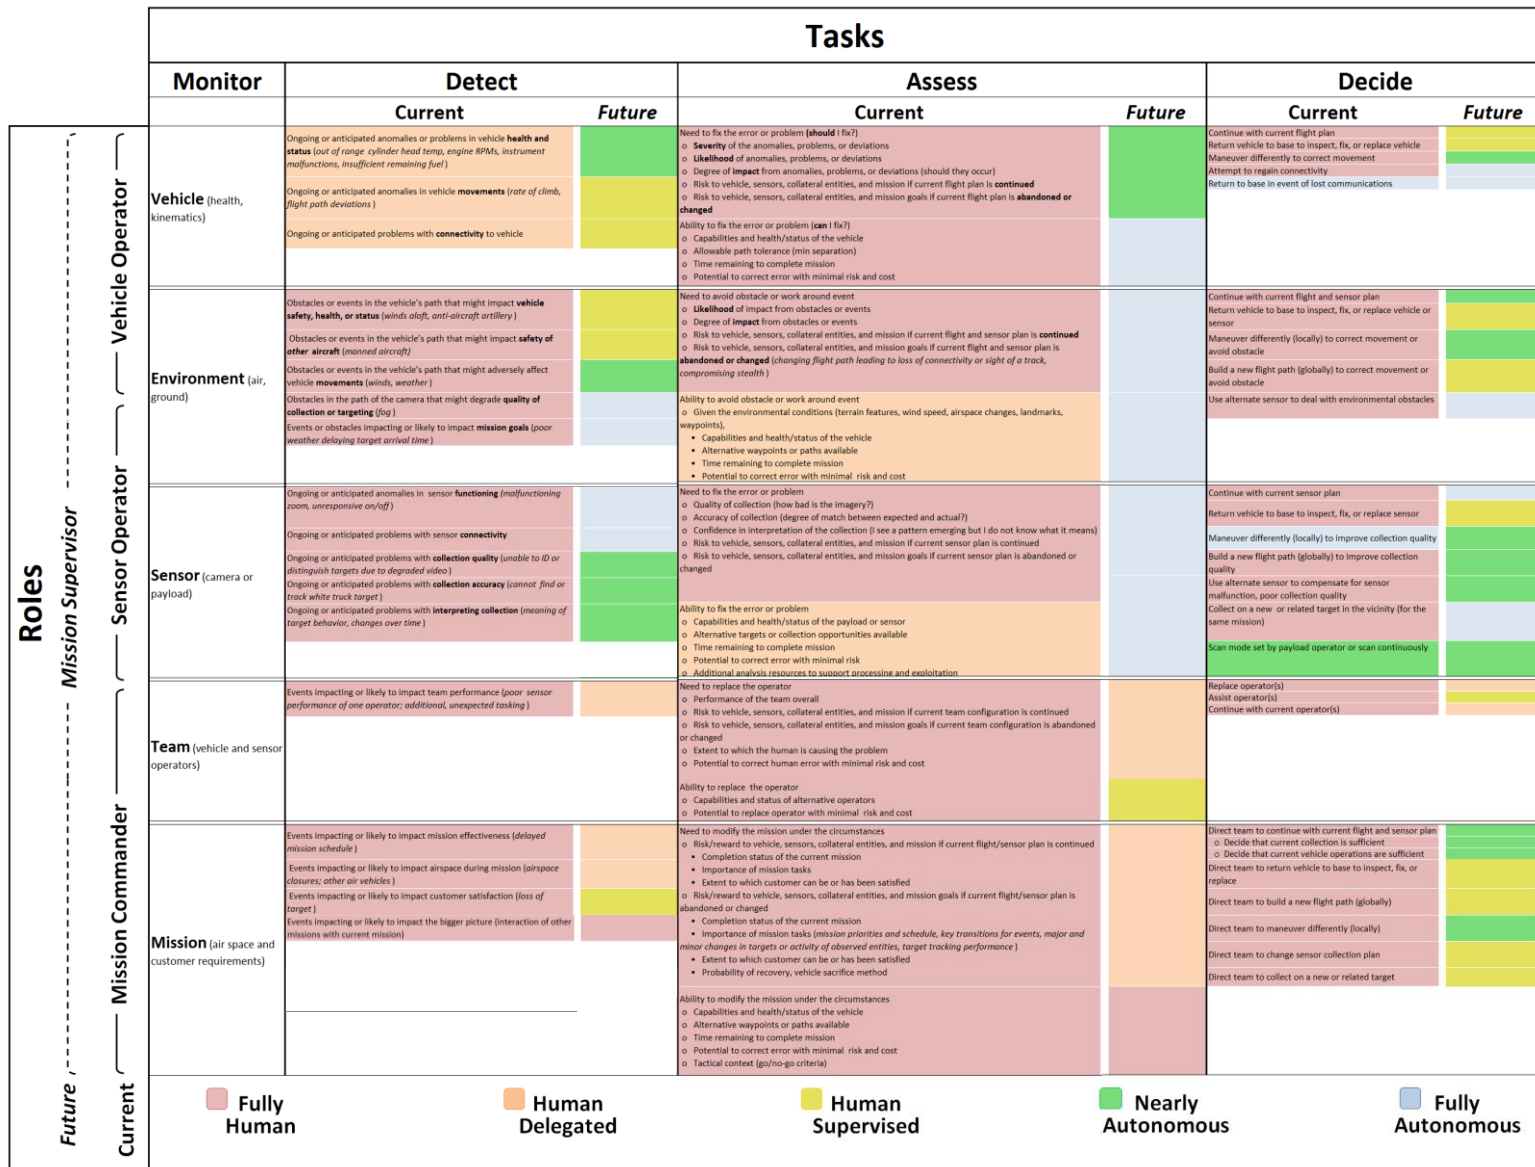 Tasks
Monitor
Detect
Assess
Decide
Current
Future
Current
Future
Current
Future
Roles
Future
Mission Supervisor
Current
Vehicle Operator
Sensor Operator
Mission Commander
Vehicle (health,
kinematics)
Ongoing or anticipated anomalies or problems in vehicle health and
status (out of range cylinder head temp, engine RPMs, instrument
malfunctions, insufficient remaining fuel)
Ongoing or anticipated anomalies in vehicle movements (rate of climb,
flight path deviations )
Ongoing or anticipated problems with connectivity to vehicle
Need to fix the error or problem (should I fix?)
o Severity of the anomalies, problems, or deviations
o Likelihood of anomalies, problems, or deviations
o Degree of impact from anomalies, problems, or deviations (should they occur)
o Risk to vehicle, sensors, collateral entities, and mission if current flight plan is continued
o Risk to vehicle, sensors, collateral entities, and mission goals if current flight plan is abandoned or
changed
Ability to fix the error or problem (can I fix?)
o Capabilities and health/status of the vehicle
o Allowable path tolerance (min separation)
o Time remaining to complete mission
o Potential to correct error with minimal risk and cost
Continue with current flight plan
Return vehicle to base to inspect, fix, or replace vehicle
Maneuver differently to correct movement
Attempt to regain connectivity
Return to base in event of lost communications
Environment (air,
ground)
Obstacles or events in the vehicle's path that might impact vehicle
safety, health, or status (winds aloft, anti-aircraft artillery )
Obstacles or events in the vehicle's path that might impact safety of
other aircraft (manned aircraft)
Obstacles or events in the vehicle's path that might adversely affect
vehicle movements (winds, weather )
Obstacles in the path of the camera that might degrade quality of
collection or targeting (fog )
Events or obstacles impacting or likely to impact mission goals (poor
weather delaying target arrival time )
Need to avoid obstacle or work around event
o Likelihood of impact from obstacles or events
o Degree of impact from obstacles or events
o Risk to vehicle, sensors, collateral entities, and mission if current flight and sensor plan is continued
o Risk to vehicle, sensors, collateral entities, and mission goals if current flight and sensor plan is
abandoned or changed (changing flight path leading to loss of connectivity or sight of a track,
compromising stealth )
Ability to avoid obstacle or work around event
o Given the environmental conditions (terrain features, wind speed, airspace changes, landmarks,
waypoints),
• Capabilities and health/status of the vehicle
• Alternative waypoints or paths available
• Time remaining to complete mission
• Potential to correct error with minimal risk and cost
Continue with current flight and sensor plan
Return vehicle to base to inspect, fix, or replace vehicle or
sensor
Maneuver differently (locally) to correct movement or
avoid obstacle
Build a new flight path (globally) to correct movement or
avoid obstacle
Use alternate sensor to deal with environmental obstacles
Sensor (camera or
payload)
Ongoing or anticipated anomalies in sensor functioning (malfunctioning
zoom, unresponsive on/off )
Ongoing or anticipated problems with sensor connectivity
Ongoing or anticipated problems with collection quality (unable to ID or
distinguish targets due to degraded video)
Ongoing or anticipated problems with collection accuracy (cannot find or
track white truck target)
Ongoing or anticipated problems with interpreting collection (meaning of
target behavior, changes over time )
Need to fix the error or problem
o Quality of collection (how bad is the imagery?)
o Accuracy of collection (degree of match between expected and actual?)
o Confidence in interpretation of the collection (I see a pattern emerging but I do not know what it means)
o Risk to vehicle, sensors, collateral entities, and mission if current sensor plan is continued
o Risk to vehicle, sensors, collateral entities, and mission goals if current sensor plan is abandoned or
changed
Ability to fix the error or problem
o Capabilities and health/status of the payload or sensor
o Alternative targets or collection opportunities available
o Time remaining to complete mission
o Potential to correct error with minimal risk
o Additional analysis resources to support processing and exploitation
Continue with current sensor plan
Return vehicle to base to inspect, fix, or replace sensor
Maneuver differently (locally) to improve collection quality
Build a new flight path (globally) to improve collection
quality
Use alternate sensor to compensate for sensor
malfunction, poor collection quality
Collect on a new or related target in the vicinity (for the
same mission)
Scan mode set by payload operator or scan continuously
Team (vehicle and sensor
operators)
Events impacting or likely to impact team performance (poor sensor
performance of one operator; additional, unexpected tasking )
Need to replace the operator
o Performance of the team overall
o Risk to vehicle, sensors, collateral entities, and mission if current team configuration is continued
o Risk to vehicle, sensors, collateral entities, and mission goals if current team configuration is abandoned
or changed
o Extent to which the human is causing the problem
o Potential to correct human error with minimal risk and cost
Ability to replace the operator
o Capabilities and status of alternative operators
o Potential to replace operator with minimal risk and cost
Replace operator(s)
Assist operator(s)
Continue with current operator(s)
Mission (air space and
customer requirements)
Events impacting or likely to impact mission effectiveness (delayed
mission schedule )
Events impacting or likely to impact airspace during mission (airspace
closures; other air vehicles )
Events impacting or likely to impact customer satisfaction (loss of
target )
Events impacting or likely to impact the bigger picture (interaction of other
missions with current mission)
Need to modify the mission under the circumstances
o Risk/reward to vehicle, sensors, collateral entities, and mission if current flight/sensor plan is continued
• Completion status of the current mission
• Importance of mission tasks
• Extent to which customer can be or has been satisfied
o Risk/reward to vehicle, sensors, collateral entities, and mission goals if current flight/sensor plan is
abandoned or changed
• Completion status of the current mission
• Importance of mission tasks (mission priorities and schedule, key transitions for events, major and
minor changes in targets or activity of observed entities, target tracking performance )
• Extent to which customer can be or has been satisfied
• Probability of recovery, vehicle sacrifice method
Ability to modify the mission under the circumstances
o Capabilities and health/status of the vehicle
o Alternative waypoints or paths available
o Time remaining to complete mission
o Potential to correct error with minimal risk and cost
o Tactical context (go/no-go criteria)
Direct team to continue with current flight and sensor plan
o Decide that current collection is sufficient
o Decide that current vehicle operations are sufficient
Direct team to return vehicle to base to inspect, fix, or
replace
Direct team to build a new flight path (globally)
Direct team to maneuver differently (locally)
Direct team to change sensor collection plan
Direct team to collect on a new or related target
Fully
Human
Human
Delegated
Human
Supervised
Nearly
Autonomous
Fully
Autonomous